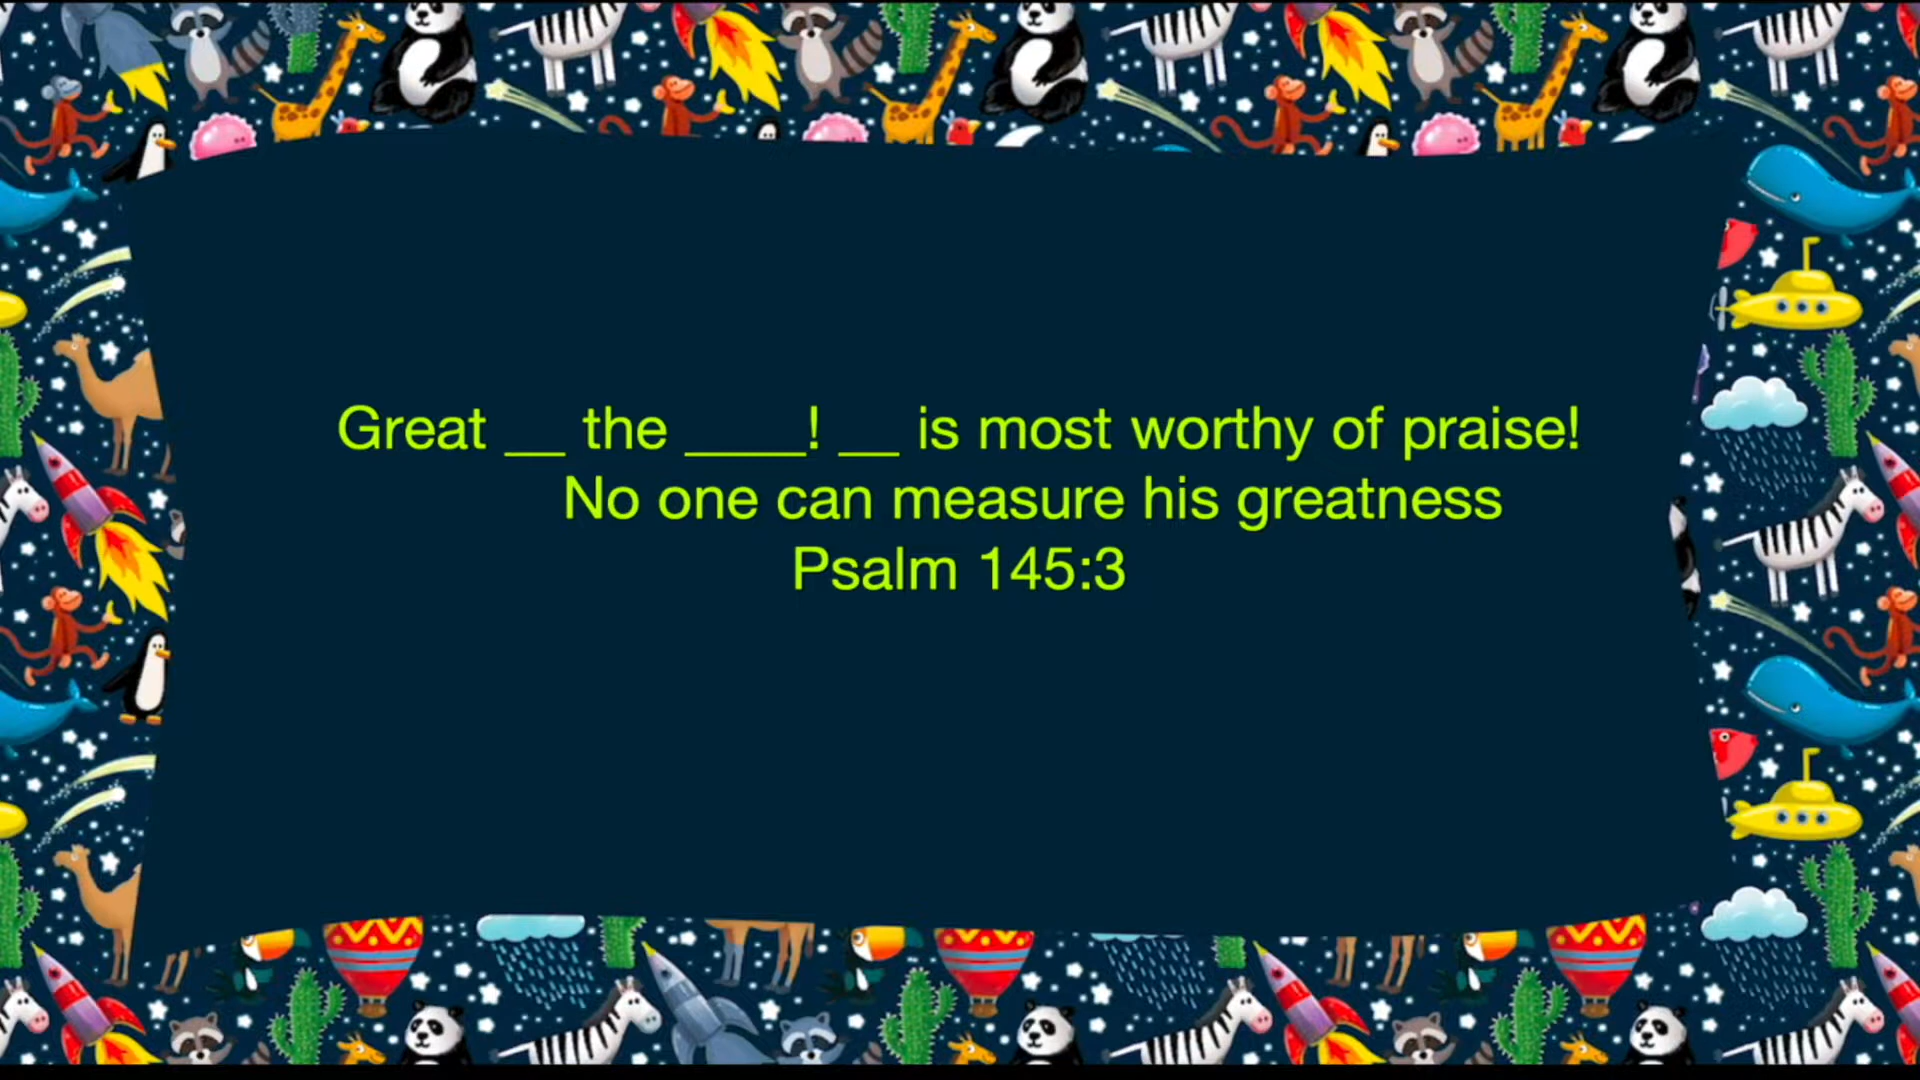 Great __ the ____! __ is most worthy of praise!
No one can measure his greatness
Psalm 145:3